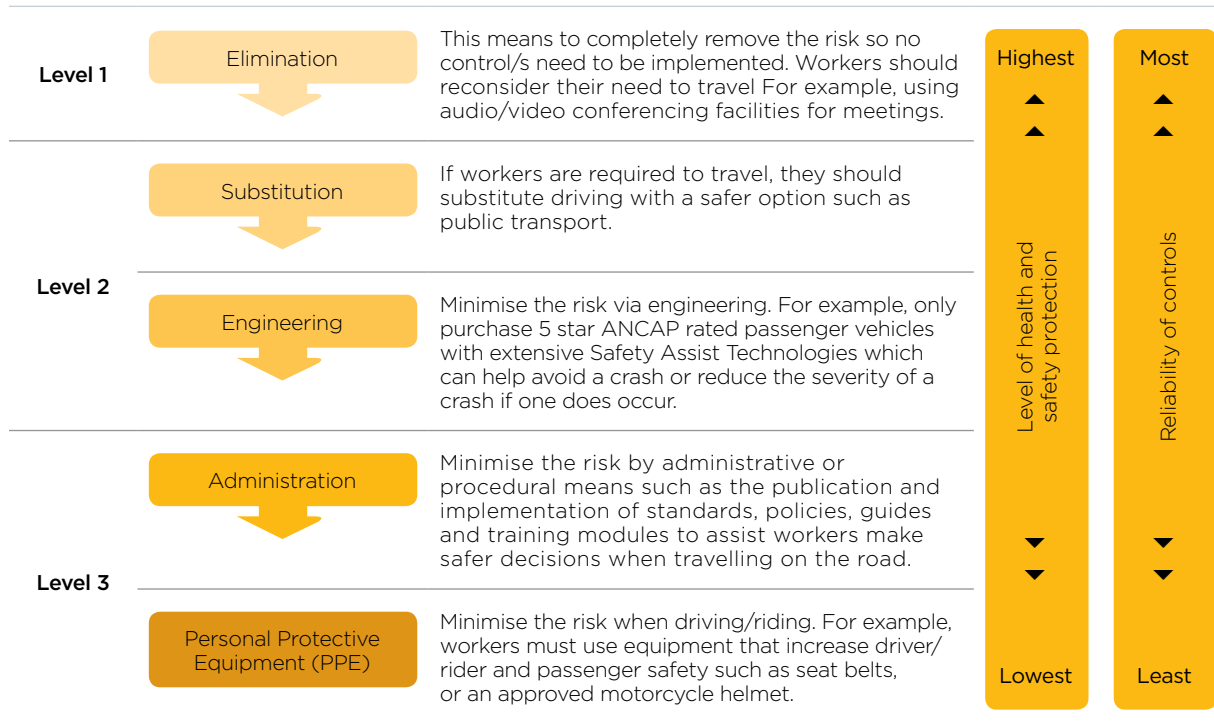 Level 1
Elimination
This means to completely remove the risk so no
control/s need to be implemented. Workers should
reconsider their need to travel For example, using
audio/video conferencing facilities for meetings.
Level 2
Substitution
If workers are required to travel, they should
substitute driving with a safer option such as
public transport.
Engineering
Minimise the risk via engineering. For example, only
purchase 5 star ANCAP rated passenger vehicles
with extensive Safety Assist Technologies which
can help avoid a crash or reduce the severity of a
crash if one does occur.
Level 3
Administration
Minimise the risk by administrative or
procedural means such as the publication and
implementation of standards, policies, guides
and training modules to assist workers make
safer decisions when travelling on the road.
Personal Protective
Equipment (PPE)
Minimise the risk when driving/riding. For example,
workers must use equipment that increase driver/
rider and passenger safety such as seat belts,
or an approved motorcycle helmet.
Highest
Level of health and
safety protection
Lowest
Most
Reliability of controls
Least